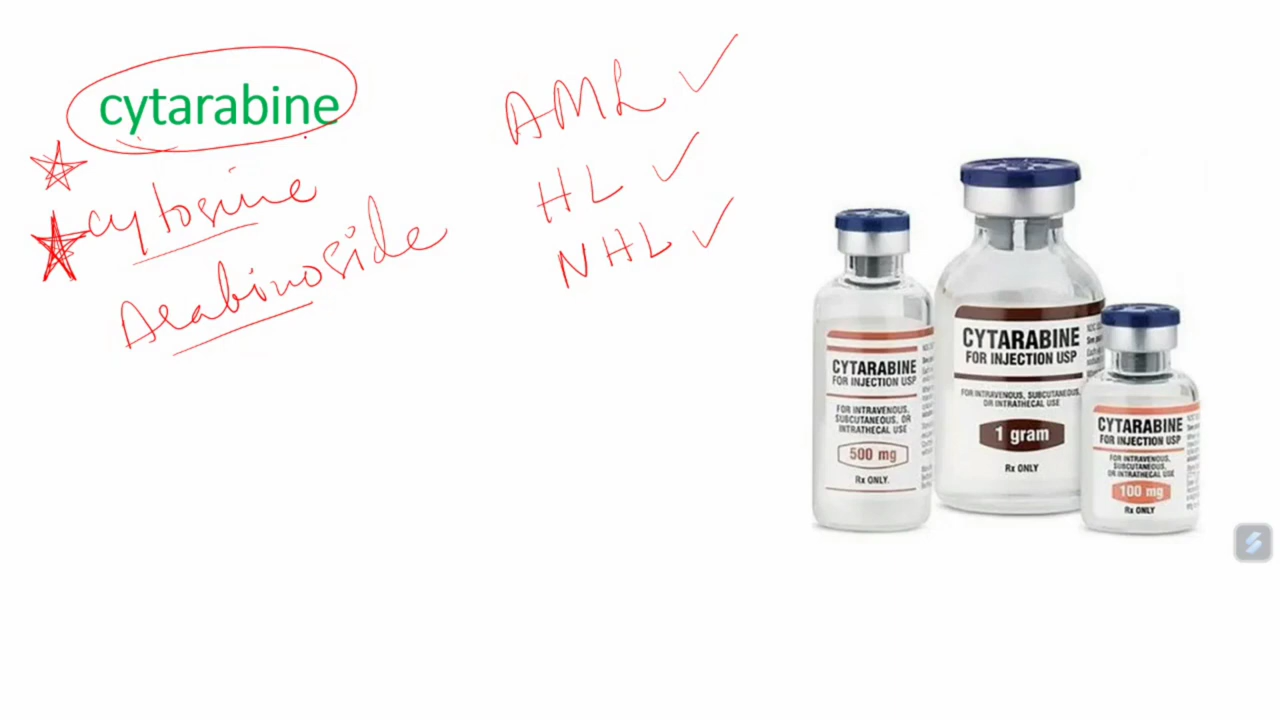 cytarabine
cytosine
Arabinoside
AML
HL
NHL
CYTARABINE
FOR INJECTION USP
FOR INTRAVENOUS,
SUBCUTANEOUS, OR
INTRATHECAL USE
500 mg
Rx ONLY.
CYTARABINE
FOR INJECTION USP
FOR INTRAVENOUS, SUBCUTANEOUS,
OR INTRATHECAL USE
1 gram
Rx ONLY
CYTARABINE
FOR INJECTION USP
FOR INTRAVENOUS,
SUBCUTANEOUS, OR
INTRATHECAL USE
100 mg
Rx ONLY